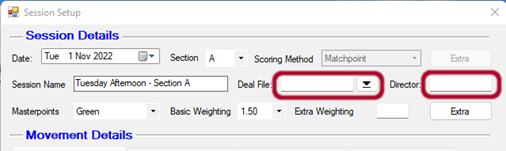 Session Setup
Session Details
Date: Tue 1 Nov 2022 Section A Scoring Method Matchpoint Extra
Session Name Tuesday Afternoon - Section A Deal File: Director:
Masterpoints Green Basic Weighting 1.50 Extra Weighting Extra
Movement Details